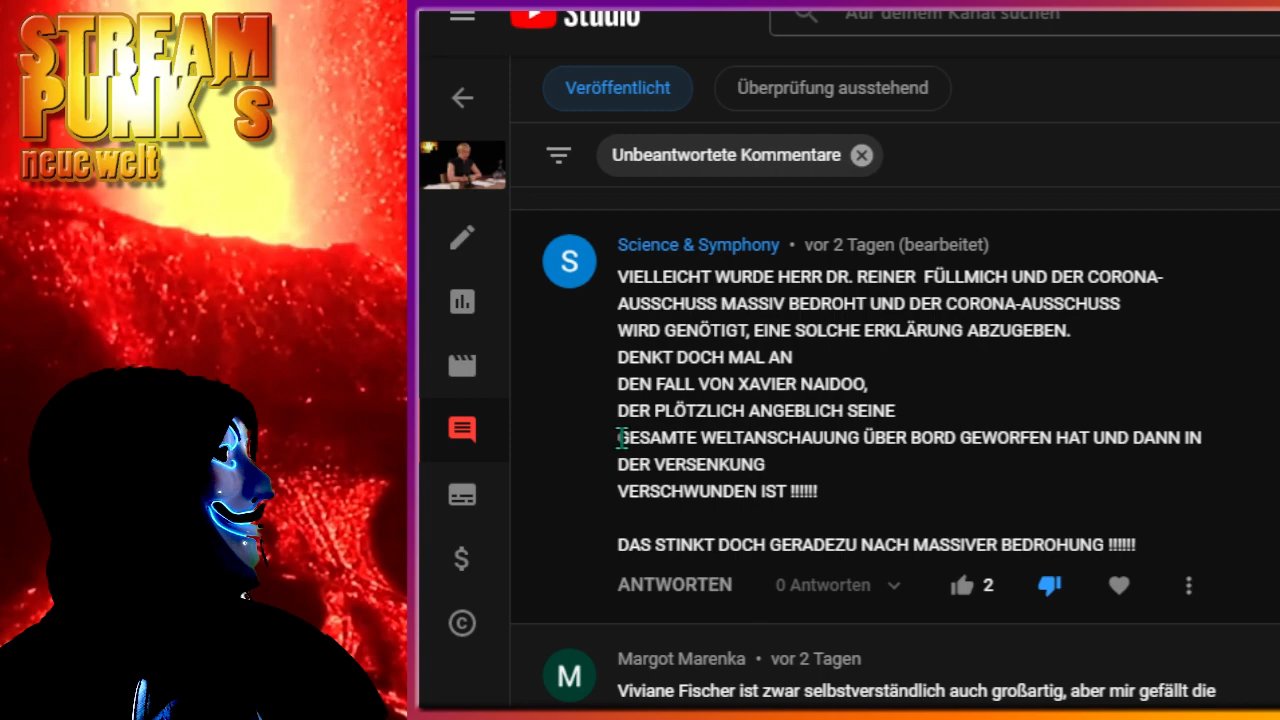 STREAM
PUNK´s
neue welt
Studio
Auf deinem Kanal suchen
Veröffentlicht
Überprüfung ausstehend
Unbeantwortete Kommentare
S
Science & Symphony • vor 2 Tagen (bearbeitet)
VIELLEICHT WURDE HERR DR. REINER FÜLLMICH UND DER CORONA-
AUSSCHUSS MASSIV BEDROHT UND DER CORONA-AUSSCHUSS
WIRD GENÖTIGT, EINE SOLCHE ERKLÄRUNG ABZUGEBEN.
DENKT DOCH MAL AN
DEN FALL VON XAVIER NAIDOO,
DER PLÖTZLICH ANGEBLICH SEINE
GESAMTE WELTANSCHAUUNG ÜBER BORD GEWORFEN HAT UND DANN IN
DER VERSENKUNG
VERSCHWUNDEN IST !!!!!!
DAS STINKT DOCH GERADEZU NACH MASSIVER BEDROHUNG !!!!!!
ANTWORTEN 0 Antworten 2
M
Margot Marenka • vor 2 Tagen
Viviane Fischer ist zwar selbstverständlich auch großartig, aber mir gefällt die